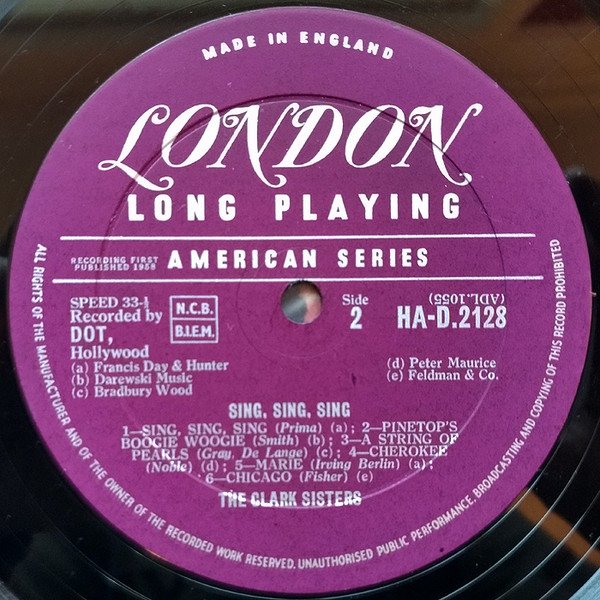 MADE IN ENGLAND
LONDON
LONG PLAYING
RECORDING FIRST
PUBLISHED 1958
AMERICAN SERIES
SPEED 33-⅓
Recorded by
DOT,
Hollywood
N.C.B.
B.I.E.M.
Side
2
(ADL.1055)
HA-D.2128
(a) Francis Day & Hunter
(b) Darewski Music
(c) Bradbury Wood
(d) Peter Maurice
(e) Feldman & Co.
SING, SING, SING
1—SING, SING, SING (Prima) (a); 2—PINETOP'S
BOOGIE WOOGIE (Smith) (b); 3—A STRING OF
PEARLS (Gray, De Lange) (c); 4—CHEROKEE
(Noble) (d); 5—MARIE (Irving Berlin) (a);
6—CHICAGO (Fisher) (e)
THE CLARK SISTERS
ALL RIGHTS OF THE MANUFACTURER AND OF THE OWNER OF THE RECORDED WORK RESERVED. UNAUTHORISED PUBLIC PERFORMANCE, BROADCASTING AND COPYING OF THIS RECORD PROHIBITED